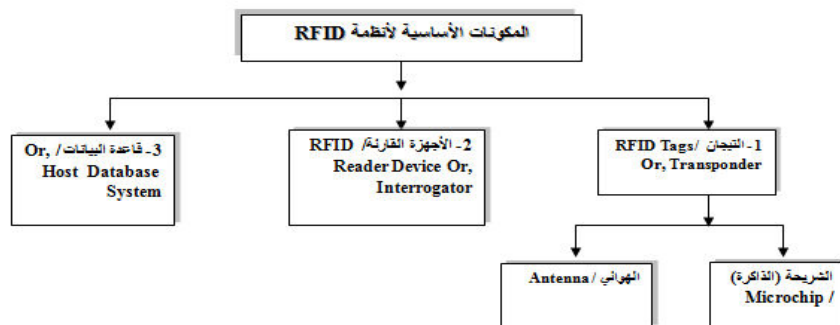 المكونات الأساسية لأنظمة RFID
1- التيجان /RFID Tags
Or, Transponder
2- الأجهزة القارئة/ RFID
Reader Device Or,
Interrogator
3- قاعدة البيانات/ Or,
Host Database
System
الشريحة (الذاكرة)
Microchip /
الهوائي / Antenna